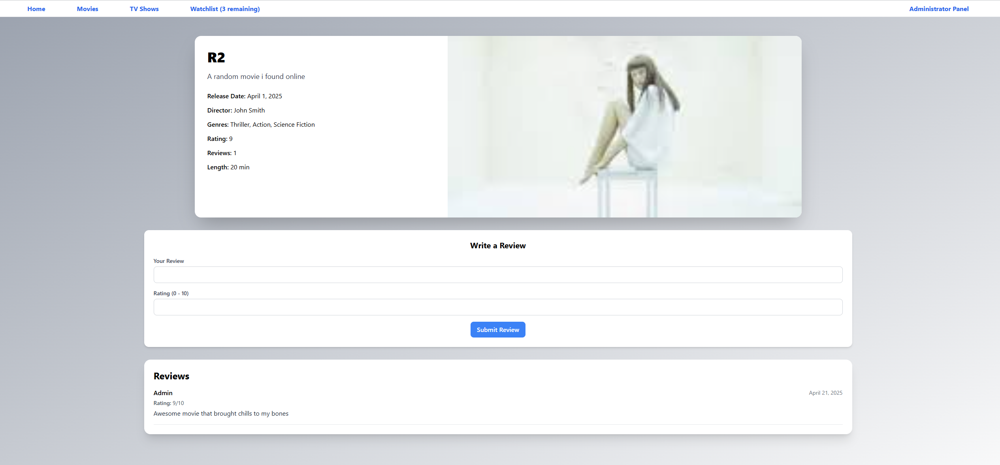 Home Movies TV Shows Watchlist (3 remaining) Administrator Panel
R2
A random movie i found online
Release Date: April 1, 2025
Director: John Smith
Genres: Thriller, Action, Science Fiction
Rating: 9
Reviews: 1
Length: 20 min
Write a Review
Your Review
Rating (0 - 10)
Submit Review
Reviews
Admin April 21, 2025
Rating: 9/10
Awesome movie that brought chills to my bones